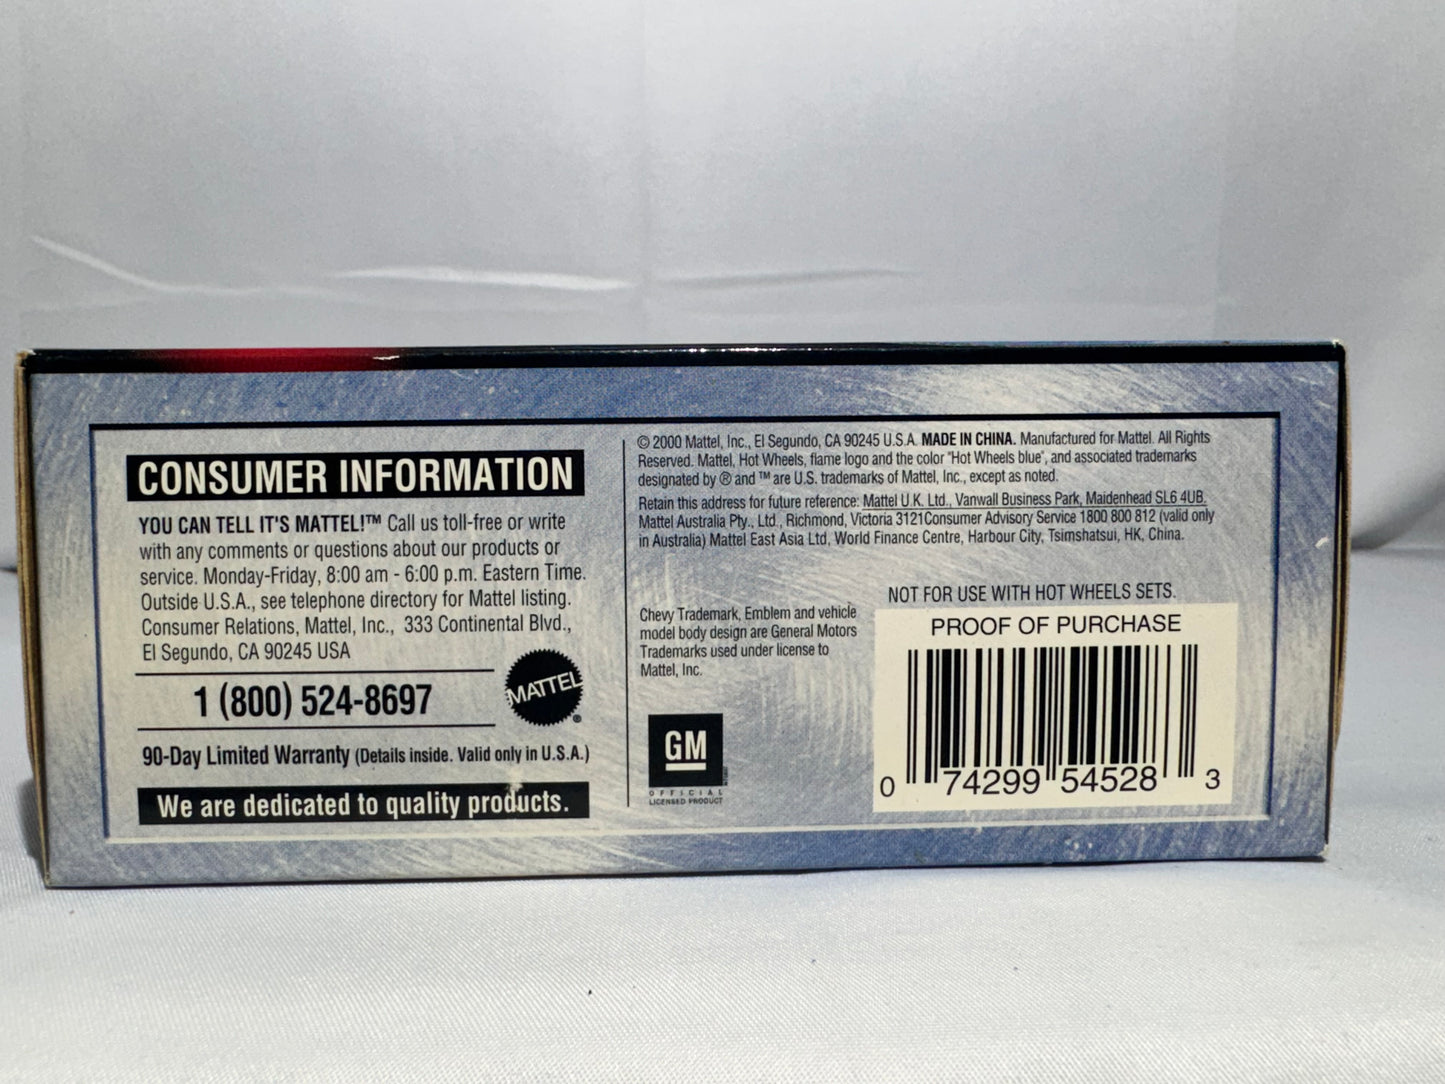 CONSUMER INFORMATION
YOU CAN TELL IT'S MATTEL!™ Call us toll-free or write
with any comments or questions about our products or
service. Monday-Friday, 8:00 am - 6:00 p.m. Eastern Time.
Outside U.S.A., see telephone directory for Mattel listing.
Consumer Relations, Mattel, Inc., 333 Continental Blvd.,
El Segundo, CA 90245 USA
1 (800) 524-8697
MATTEL®
90-Day Limited Warranty (Details inside. Valid only in U.S.A.)
We are dedicated to quality products.
© 2000 Mattel, Inc., El Segundo, CA 90245 U.S.A. MADE IN CHINA. Manufactured for Mattel. All Rights
Reserved. Mattel, Hot Wheels, flame logo and the color "Hot Wheels blue", and associated trademarks
designated by ® and ™ are U.S. trademarks of Mattel, Inc., except as noted.
Retain this address for future reference: Mattel U.K. Ltd., Vanwall Business Park, Maidenhead SL6 4UB.
Mattel Australia Pty., Ltd., Richmond, Victoria 3121Consumer Advisory Service 1800 800 812 (valid only
in Australia) Mattel East Asia Ltd, World Finance Centre, Harbour City, Tsimshatsui, HK, China.
Chevy Trademark, Emblem and vehicle
model body design are General Motors
Trademarks used under license to
Mattel, Inc.
GM
OFFICIAL
LICENSED PRODUCT
NOT FOR USE WITH HOT WHEELS SETS.
PROOF OF PURCHASE
0 74299 54528 3